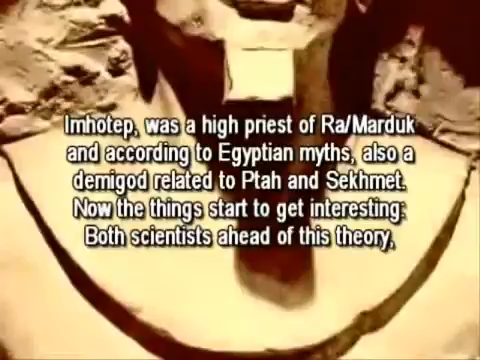 Imhotep, was a high priest of Ra/Marduk
and according to Egyptian myths, also a
demigod related to Ptah and Sekhmet.
Now the things start to get interesting:
Both scientists ahead of this theory,